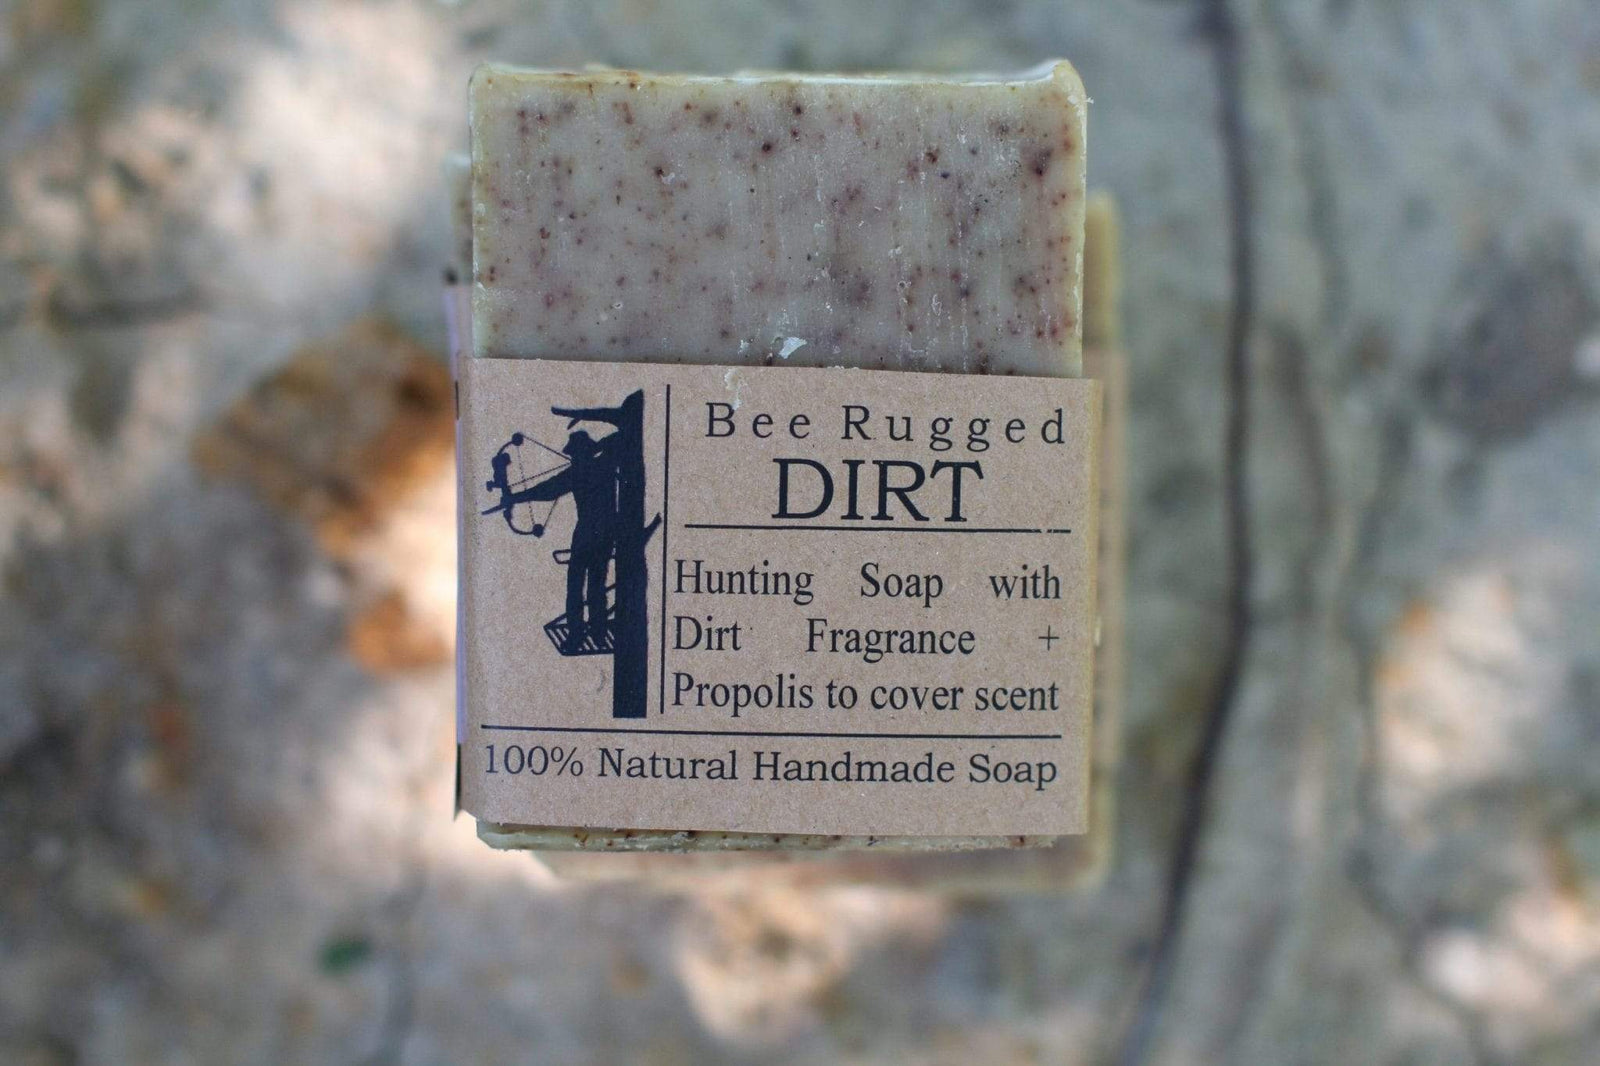 Bee Rugged
DIRT
Hunting Soap with
Dirt Fragrance +
Propolis to cover scent
100% Natural Handmade Soap